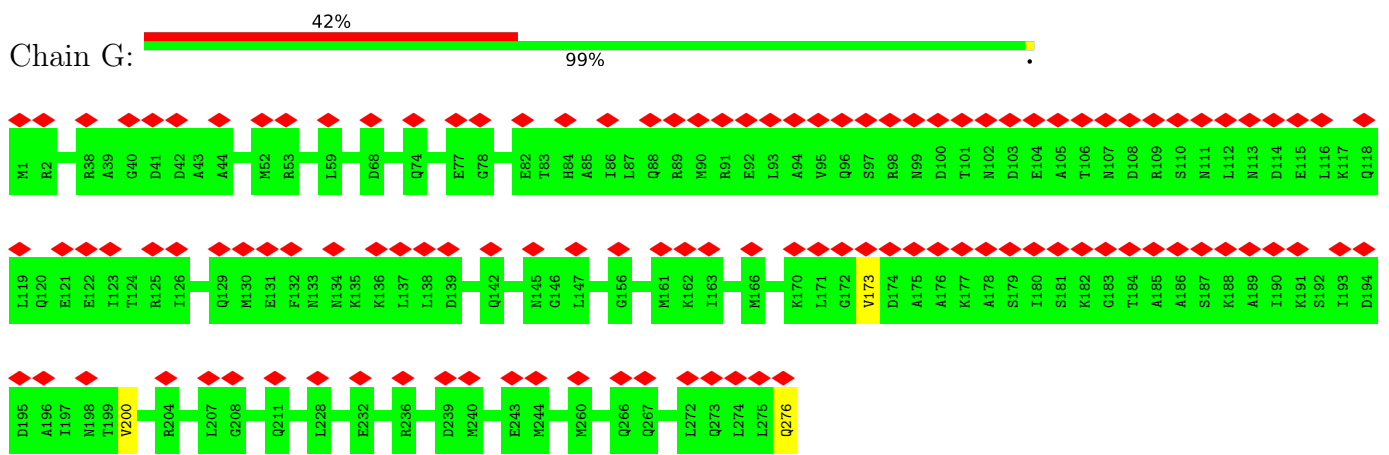 42%
Chain G:
99%
•
M1 R2 R38 A39 G40 D41 D42 A43 A44 M52 R53 L59 D68 Q74 E77 G78 E82 T83 H84 A85 I86 L87 Q88 R89 M90 R91 E92 L93 A94 V95 Q96 S97 R98 N99 D100 T101 N102 D103 E104 A105 T106 N107 D108 R109 S110 N111 L112 N113 D114 E115 L116 K117 Q118
L119 Q120 E121 E122 I123 T124 R125 I126 Q129 M130 E131 F132 N133 N134 K135 K136 L137 L138 D139 Q142 N145 G146 L147 G156 M161 K162 I163 M166 K170 L171 G172 V173 D174 A175 A176 K177 A178 S179 I180 S181 K182 G183 T184 A185 A186 S187 K188 A189 I190 K191 S192 I193 D194
D195 A196 I197 N198 T199 V200 R204 L207 G208 Q211 L228 E232 R236 D239 M240 E243 M244 M260 Q266 Q267 L272 Q273 L274 L275 Q276